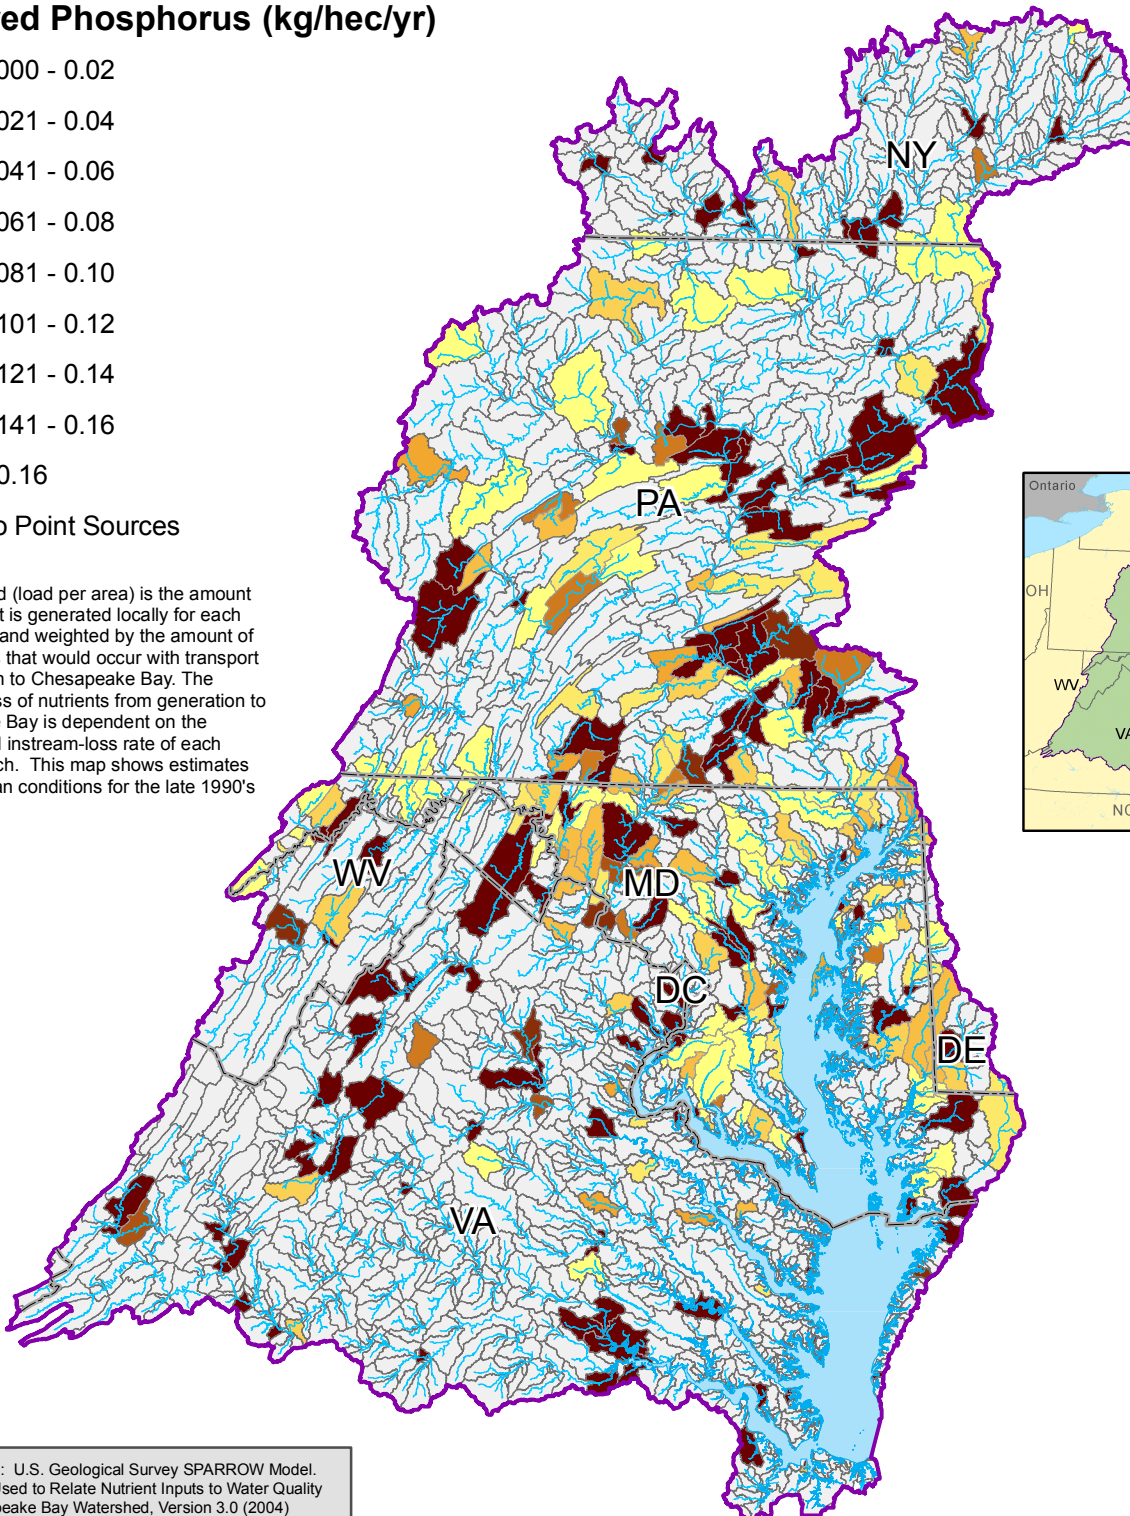 ed Phosphorus (kg/hec/yr)
000 - 0.02
021 - 0.04
041 - 0.06
061 - 0.08
081 - 0.10
101 - 0.12
121 - 0.14
141 - 0.16
0.16
o Point Sources
d (load per area) is the amount
t is generated locally for each
and weighted by the amount of
s that would occur with transport
h to Chesapeake Bay. The
ss of nutrients from generation to
e Bay is dependent on the
l instream-loss rate of each
ch. This map shows estimates
an conditions for the late 1990's
NY
PA
WV
MD
DC
DE
VA
Ontario
OH
WV
VA
NC
: U.S. Geological Survey SPARROW Model.
Used to Relate Nutrient Inputs to Water Quality
peake Bay Watershed, Version 3.0 (2004)